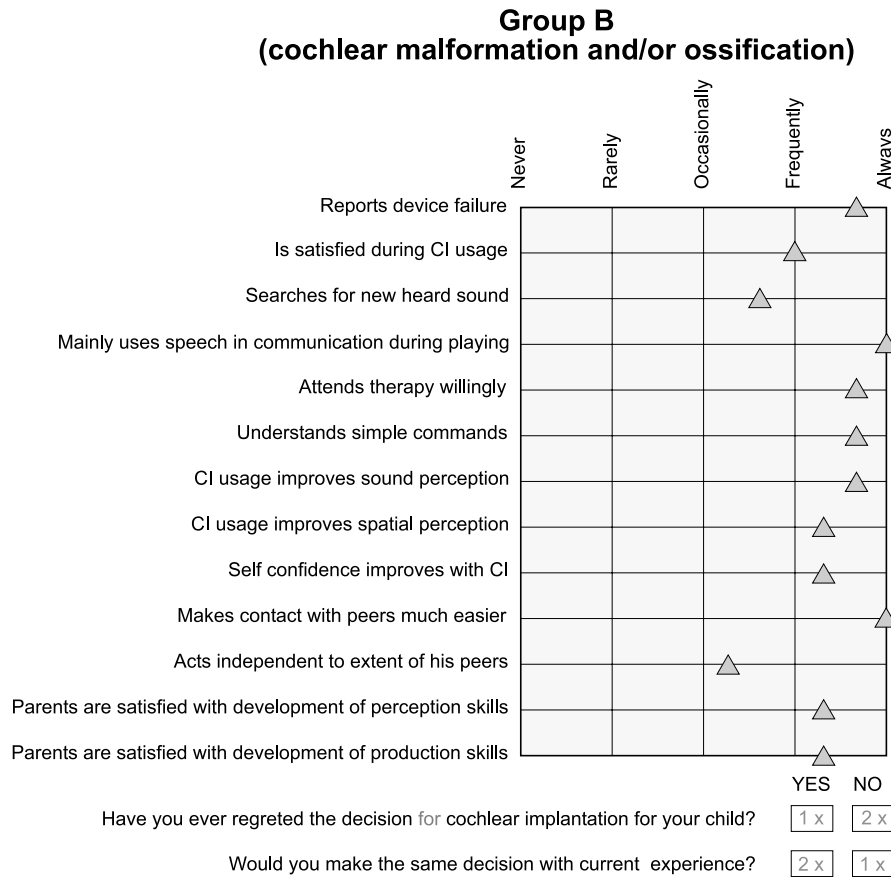 Group B
(cochlear malformation and/or ossification)
Never
Rarely
Occasionally
Frequently
Always
Reports device failure
Is satisfied during CI usage
Searches for new heard sound
Mainly uses speech in communication during playing
Attends therapy willingly
Understands simple commands
CI usage improves sound perception
CI usage improves spatial perception
Self confidence improves with CI
Makes contact with peers much easier
Acts independent to extent of his peers
Parents are satisfied with development of perception skills
Parents are satisfied with development of production skills
YES NO
Have you ever regretted the decision for cochlear implantation for your child? 1 x 2 x
Would you make the same decision with current experience? 2 x 1 x